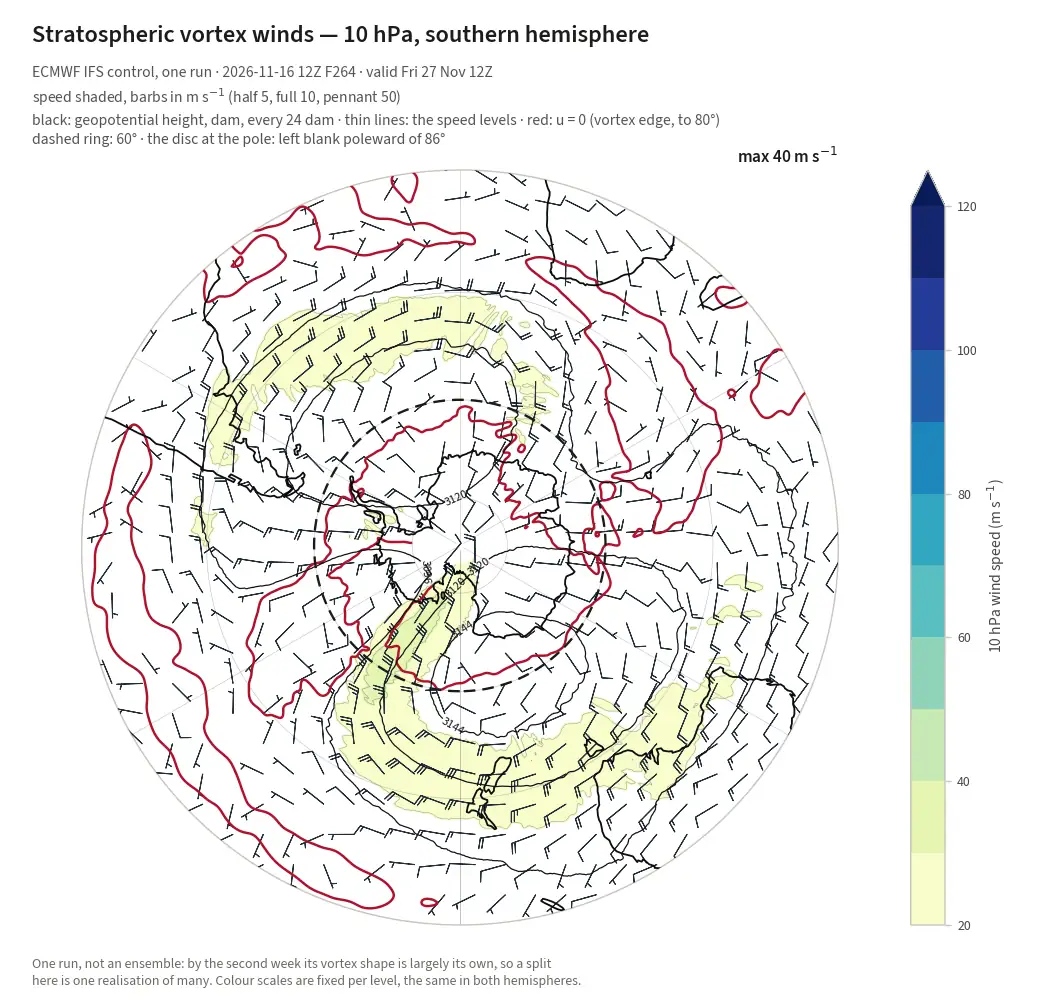 Stratospheric vortex winds — 10 hPa, southern hemisphere
ECMWF IFS control, one run · 2026-11-16 12Z F264 · valid Fri 27 Nov 12Z
speed shaded, barbs in m s⁻¹ (half 5, full 10, pennant 50)
black: geopotential height, dam, every 24 dam · thin lines: the speed levels · red: u = 0 (vortex edge, to 80°)
dashed ring: 60° · the disc at the pole: left blank poleward of 86°
max 40 m s⁻¹
120
100
80
60
40
20
10 hPa wind speed (m s⁻¹)
3120
3120
3120
3144
3144
One run, not an ensemble: by the second week its vortex shape is largely its own, so a split
here is one realisation of many. Colour scales are fixed per level, the same in both hemispheres.